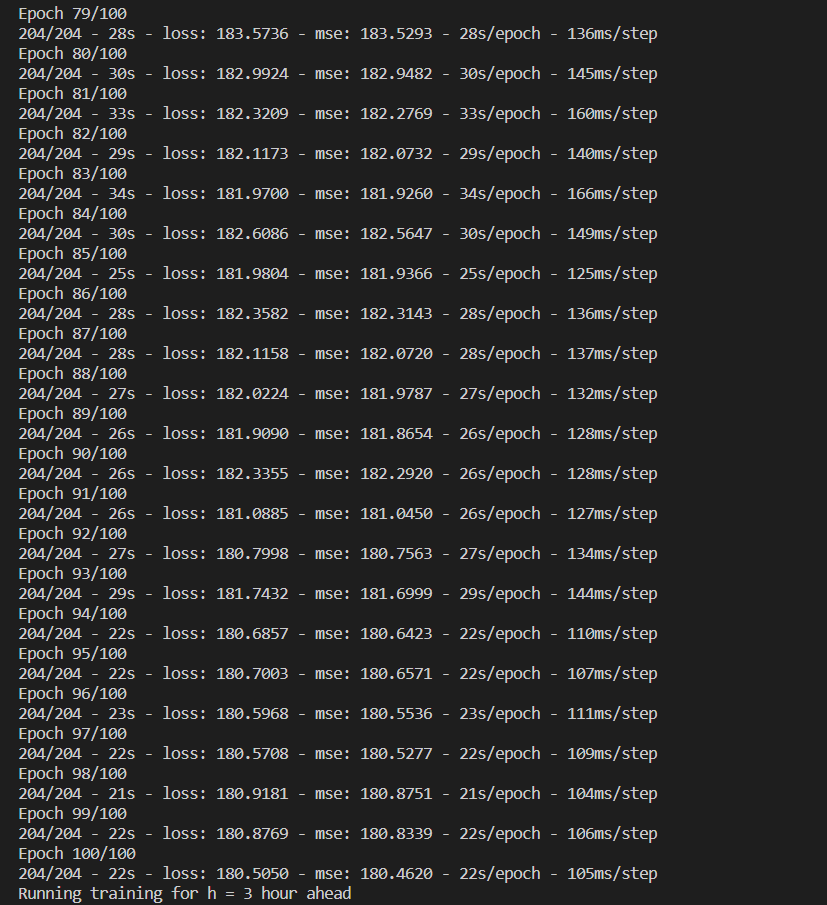 Epoch 79/100
204/204 - 28s - loss: 183.5736 - mse: 183.5293 - 28s/epoch - 136ms/step
Epoch 80/100
204/204 - 30s - loss: 182.9924 - mse: 182.9482 - 30s/epoch - 145ms/step
Epoch 81/100
204/204 - 33s - loss: 182.3209 - mse: 182.2769 - 33s/epoch - 160ms/step
Epoch 82/100
204/204 - 29s - loss: 182.1173 - mse: 182.0732 - 29s/epoch - 140ms/step
Epoch 83/100
204/204 - 34s - loss: 181.9700 - mse: 181.9260 - 34s/epoch - 166ms/step
Epoch 84/100
204/204 - 30s - loss: 182.6086 - mse: 182.5647 - 30s/epoch - 149ms/step
Epoch 85/100
204/204 - 25s - loss: 181.9804 - mse: 181.9366 - 25s/epoch - 125ms/step
Epoch 86/100
204/204 - 28s - loss: 182.3582 - mse: 182.3143 - 28s/epoch - 136ms/step
Epoch 87/100
204/204 - 28s - loss: 182.1158 - mse: 182.0720 - 28s/epoch - 137ms/step
Epoch 88/100
204/204 - 27s - loss: 182.0224 - mse: 181.9787 - 27s/epoch - 132ms/step
Epoch 89/100
204/204 - 26s - loss: 181.9090 - mse: 181.8654 - 26s/epoch - 128ms/step
Epoch 90/100
204/204 - 26s - loss: 182.3355 - mse: 182.2920 - 26s/epoch - 128ms/step
Epoch 91/100
204/204 - 26s - loss: 181.0885 - mse: 181.0450 - 26s/epoch - 127ms/step
Epoch 92/100
204/204 - 27s - loss: 180.7998 - mse: 180.7563 - 27s/epoch - 134ms/step
Epoch 93/100
204/204 - 29s - loss: 181.7432 - mse: 181.6999 - 29s/epoch - 144ms/step
Epoch 94/100
204/204 - 22s - loss: 180.6857 - mse: 180.6423 - 22s/epoch - 110ms/step
Epoch 95/100
204/204 - 22s - loss: 180.7003 - mse: 180.6571 - 22s/epoch - 107ms/step
Epoch 96/100
204/204 - 23s - loss: 180.5968 - mse: 180.5536 - 23s/epoch - 111ms/step
Epoch 97/100
204/204 - 22s - loss: 180.5708 - mse: 180.5277 - 22s/epoch - 109ms/step
Epoch 98/100
204/204 - 21s - loss: 180.9181 - mse: 180.8751 - 21s/epoch - 104ms/step
Epoch 99/100
204/204 - 22s - loss: 180.8769 - mse: 180.8339 - 22s/epoch - 106ms/step
Epoch 100/100
204/204 - 22s - loss: 180.5050 - mse: 180.4620 - 22s/epoch - 105ms/step
Running training for h = 3 hour ahead